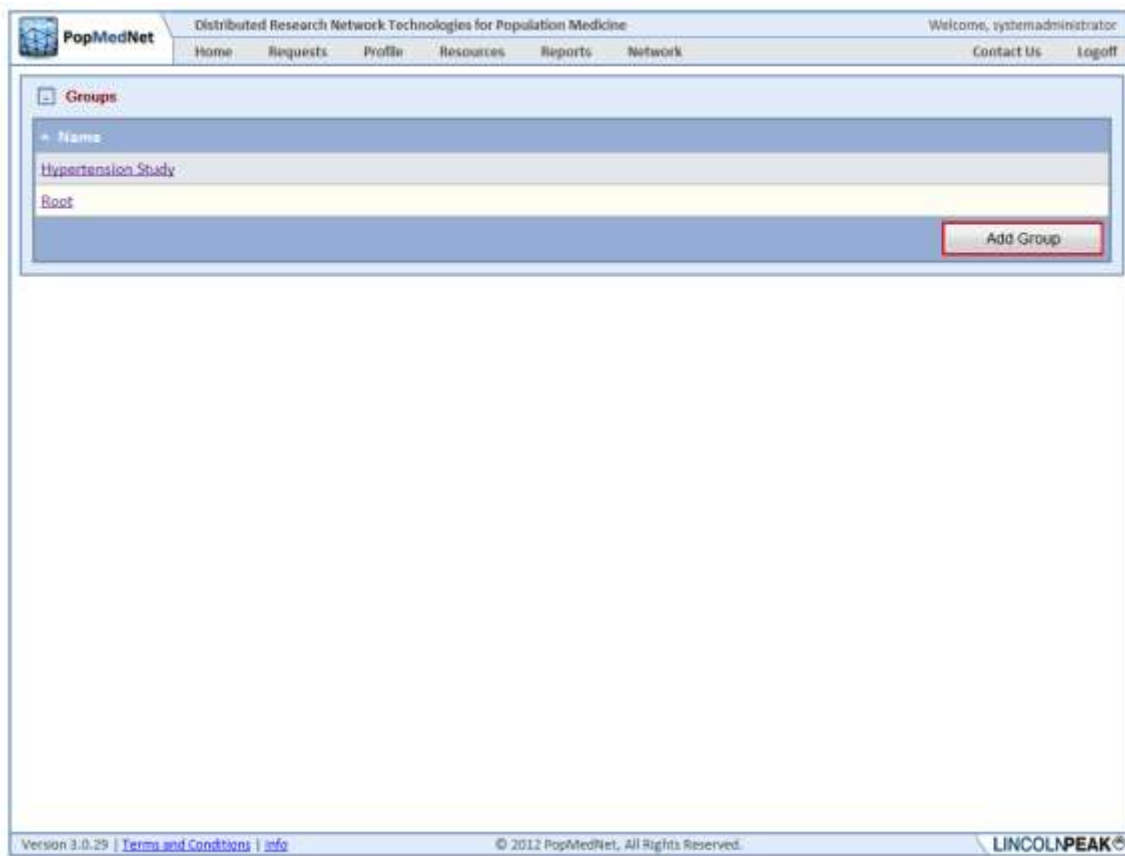 PopMedNet
Distributed Research Network Technologies for Population Medicine
Welcome, systemadministrator
Home Requests Profile Resources Reports Network Contact Us Logoff
Groups
Name
Hypertension Study
Root
Add Group
Version 3.0.29 | Terms and Conditions | Info
© 2012 PopMedNet, All Rights Reserved.
LINCOLNPEAK